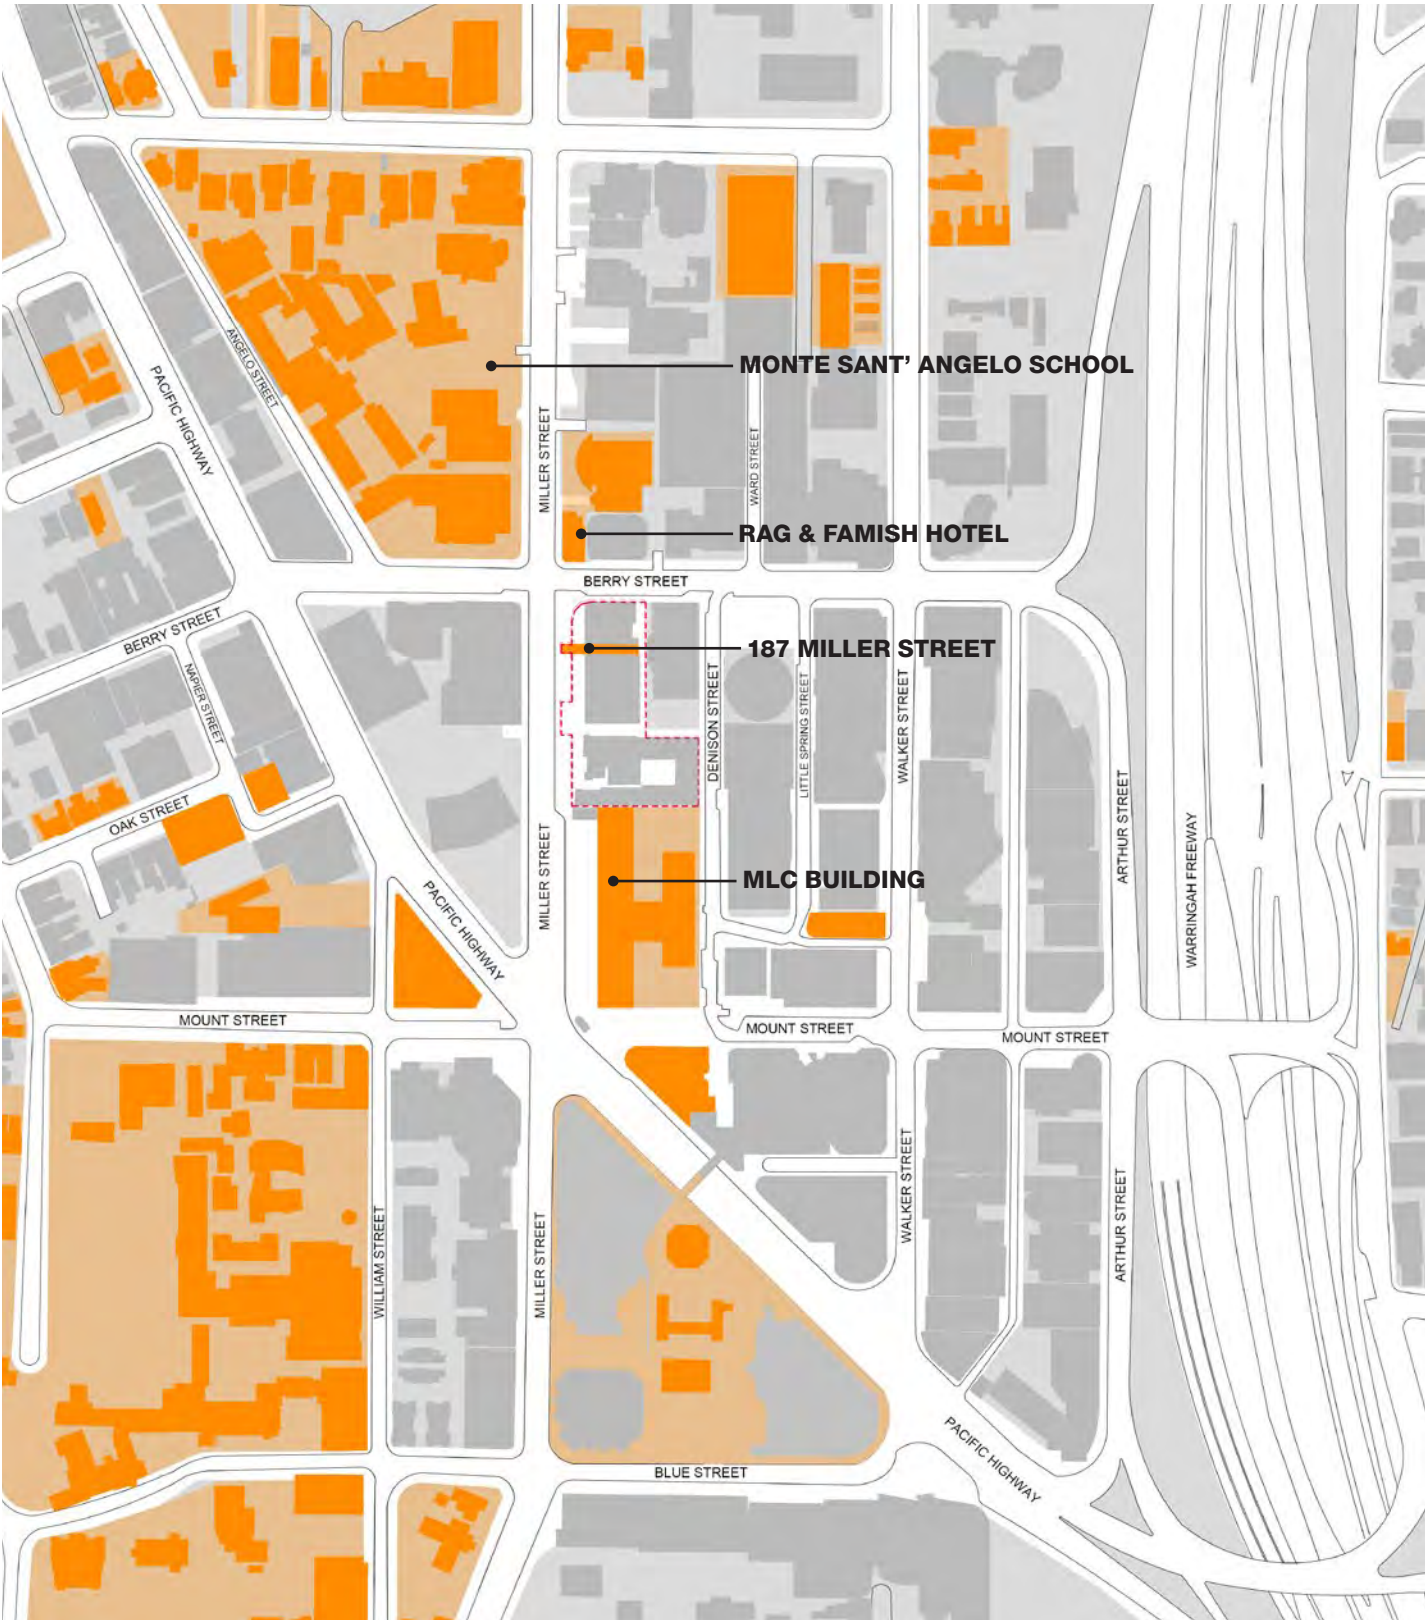 ANGELO STREET
MONTE SANT' ANGELO SCHOOL
PACIFIC HIGHWAY
MILLER STREET
WARD STREET
RAG & FAMISH HOTEL
BERRY STREET
BERRY STREET
187 MILLER STREET
NAPIER STREET
DENISON STREET
LITTLE SPRING STREET
WALKER STREET
OAK STREET
ARTHUR STREET
WARRINGAH FREEWAY
MILLER STREET
MLC BUILDING
PACIFIC HIGHWAY
MOUNT STREET
MOUNT STREET
MOUNT STREET
WALKER STREET
ARTHUR STREET
WILLIAM STREET
MILLER STREET
PACIFIC HIGHWAY
BLUE STREET